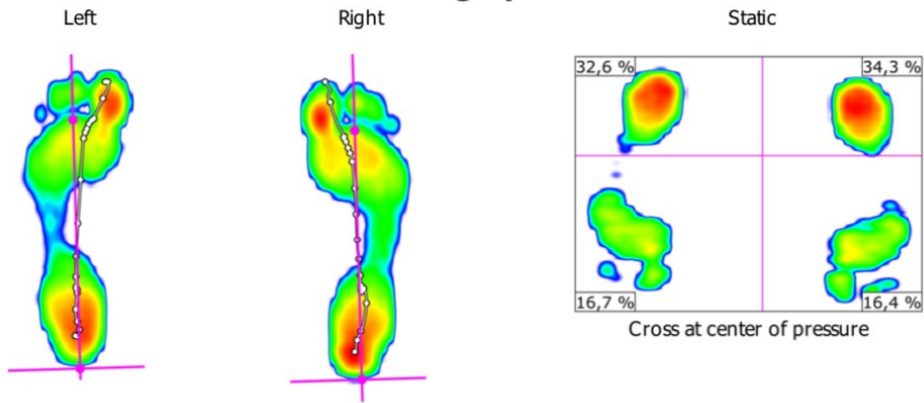 Left
Right
Static
32,6 %
34,3 %
16,7 %
16,4 %
Cross at center of pressure